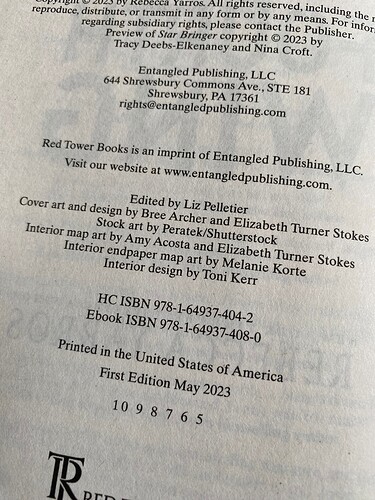 Copyright © 2023 by Rebecca Yarros. All rights reserved, including the
reproduce, distribute, or transmit in any form or by any means. For
regarding subsidiary rights, please contact the Publisher.
Preview of Star Bringer copyright © 2023 by
Tracy Deebs-Elkenaney and Nina Croft.
Entangled Publishing, LLC
644 Shrewsbury Commons Ave., STE 181
Shrewsbury, PA 17361
rights@entangledpublishing.com
Red Tower Books is an imprint of Entangled Publishing, LLC.
Visit our website at www.entangledpublishing.com.
Edited by Liz Pelletier
Cover art and design by Bree Archer and Elizabeth Turner Stokes
Stock art by Peratek/Shutterstock
Interior map art by Amy Acosta and Elizabeth Turner Stokes
Interior endpaper map art by Melanie Korte
Interior design by Toni Kerr
HC ISBN 978-1-64937-404-2
Ebook ISBN 978-1-64937-408-0
Printed in the United States of America
First Edition May 2023
10 9 8 7 6 5
RED